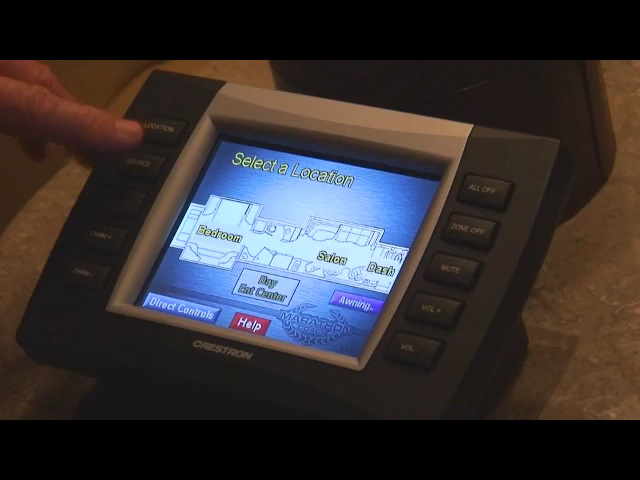 LOCATION
SOURCE
CHAN +
CHAN-
Select a Location
Bedroom
Salon
Dash
Bay
Ent Center
Awning..
Direct Controls
Help
MARATHON
CRESTRON
ALL OFF
ZONE OFF
MUTE
VOL +
VOL -